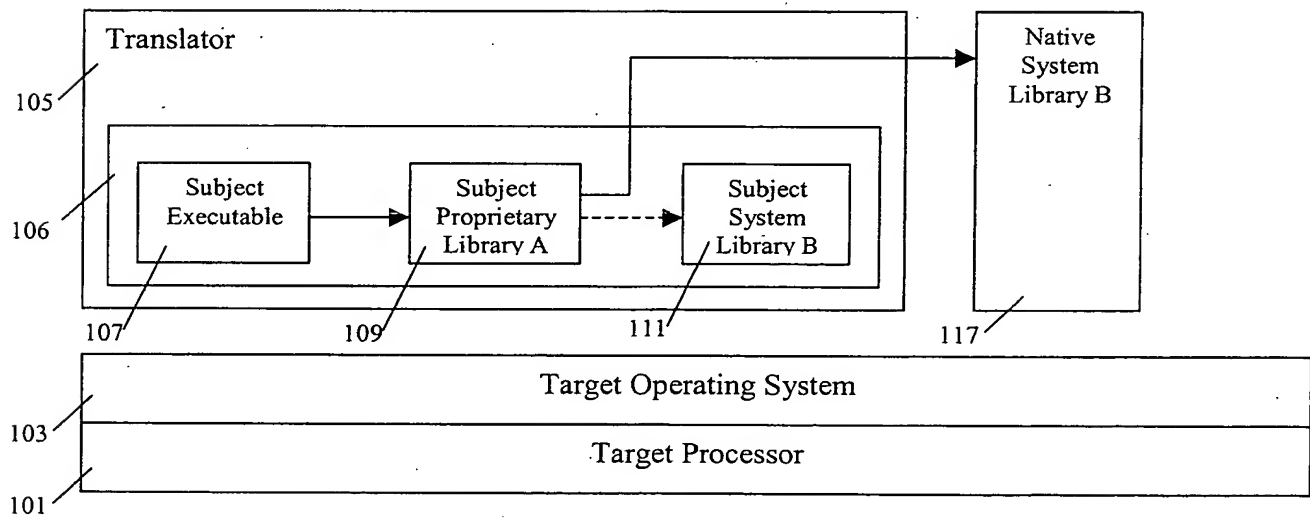 Translator
Native
System
Library B
105
Subject
Executable
Subject
Proprietary
Library A
Subject
System
Library B
106
107
109
111
117
Target Operating System
103
Target Processor
101